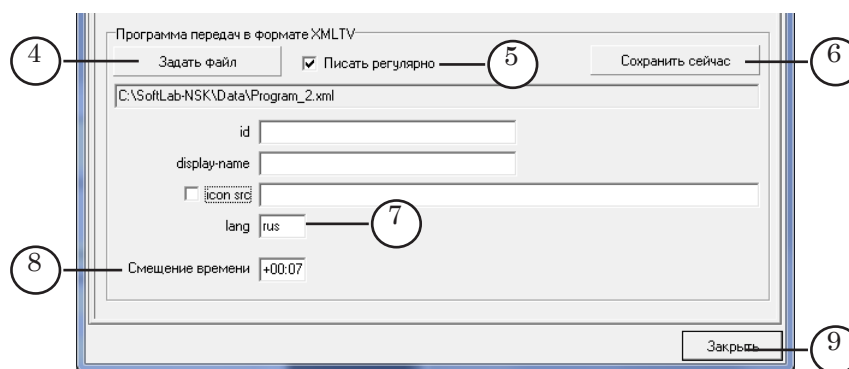 Программа передач в формате XMLTV
4 Задать файл Писать регулярно 5 Сохранить сейчас 6
C:\SoftLab-NSK\Data\Program_2.xml
id
display-name
icon src
lang rus 7
8 Смещение времени +00:07
Закрыть 9